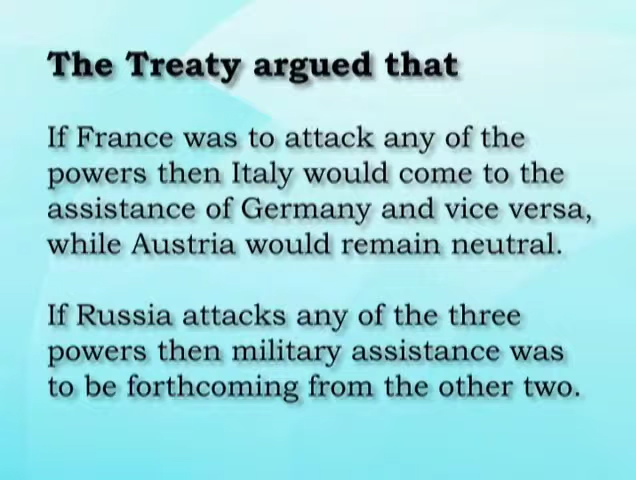 The Treaty argued that
If France was to attack any of the
powers then Italy would come to the
assistance of Germany and vice versa,
while Austria would remain neutral.
If Russia attacks any of the three
powers then military assistance was
to be forthcoming from the other two.